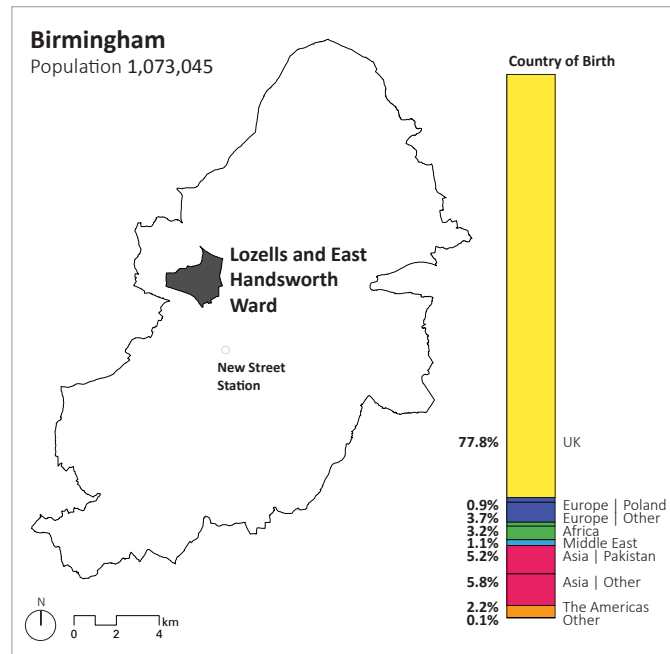 Birmingham
Population 1,073,045
Country of Birth
Lozells and East
Handsworth
Ward
New Street
Station
77.8% UK
0.9% Europe | Poland
3.7% Europe | Other
3.2% Africa
1.1% Middle East
5.2% Asia | Pakistan
5.8% Asia | Other
2.2% The Americas
0.1% Other
N
km
0 2 4